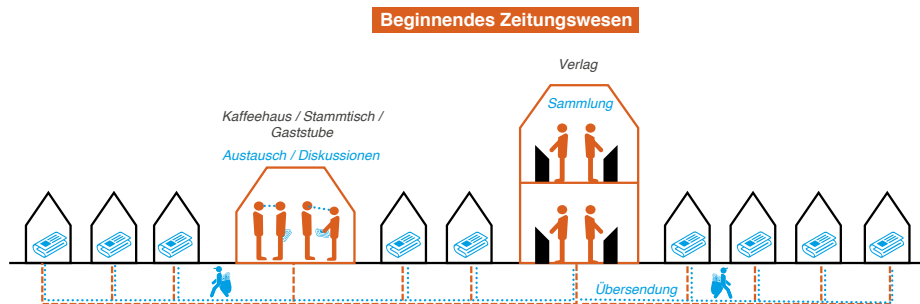 Beginnendes Zeitungswesen
Verlag
Sammlung
Kaffeehaus / Stammtisch /
Gaststube
Austausch / Diskussionen
Übersendung